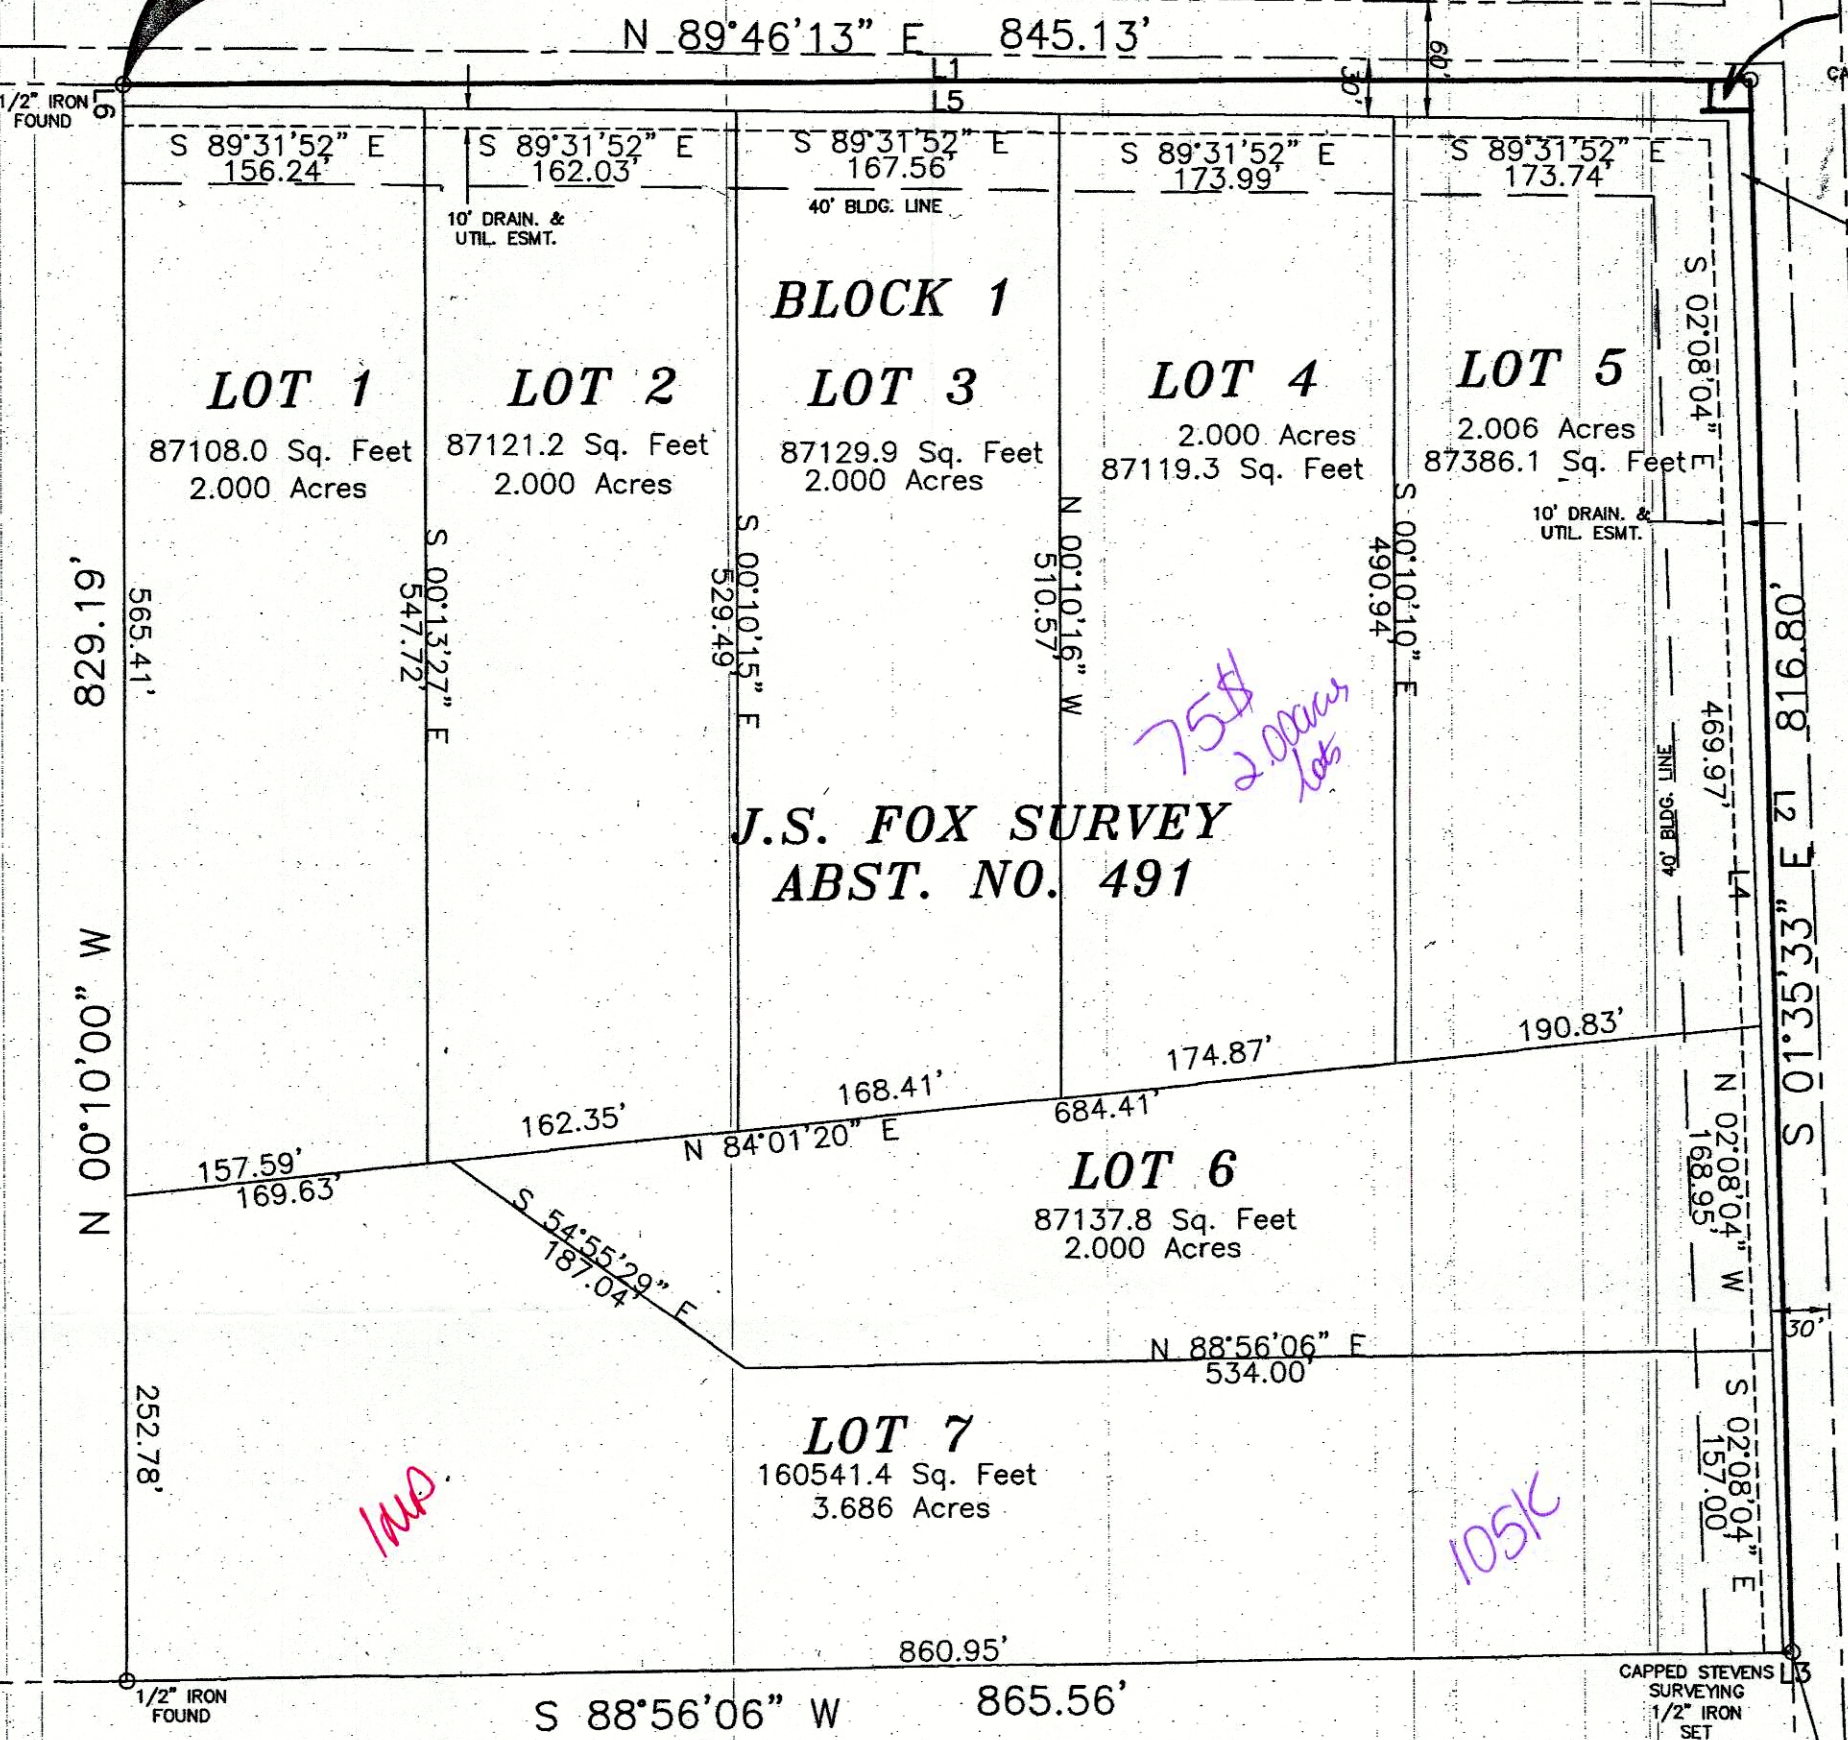 N 89°46'13" E 845.13'
L1
60'
30'
1/2" IRON
FOUND
L6
L5
S 89°31'52" E
156.24'
S 89°31'52" E
162.03'
S 89°31'52" E
167.56'
S 89°31'52" E
173.99'
S 89°31'52" E
173.74'
10' DRAIN. &
UTIL. ESMT.
40' BLDG. LINE
BLOCK 1
LOT 1
87108.0 Sq. Feet
2.000 Acres
LOT 2
87121.2 Sq. Feet
2.000 Acres
LOT 3
87129.9 Sq. Feet
2.000 Acres
LOT 4
2.000 Acres
87119.3 Sq. Feet
LOT 5
2.006 Acres
87386.1 Sq. Feet
S 02°08'04" E
469.97'
10' DRAIN. &
UTIL. ESMT.
829.19'
N 00°10'00" W
565.41'
S 00°13'27" E
547.72'
S 00°10'15" E
529.49'
N 00°10'16" W
510.57'
S 00°10'10" E
490.94'
75$
2.00 acres
lots
40' BLDG. LINE
L4
S 01°35'33" E L2 816.80'
J.S. FOX SURVEY
ABST. NO. 491
157.59'
169.63'
162.35'
168.41'
N 84°01'20" E
684.41'
174.87'
190.83'
S 54°55'29" E
187.04'
LOT 6
87137.8 Sq. Feet
2.000 Acres
N 02°08'04" W
168.95'
30'
N 88°56'06" E
534.00'
252.78'
LOT 7
160541.4 Sq. Feet
3.686 Acres
105K
S 02°08'04" E
157.00'
860.95'
1/2" IRON
FOUND
S 88°56'06" W 865.56'
CAPPED STEVENS
SURVEYING
1/2" IRON
SET
L3